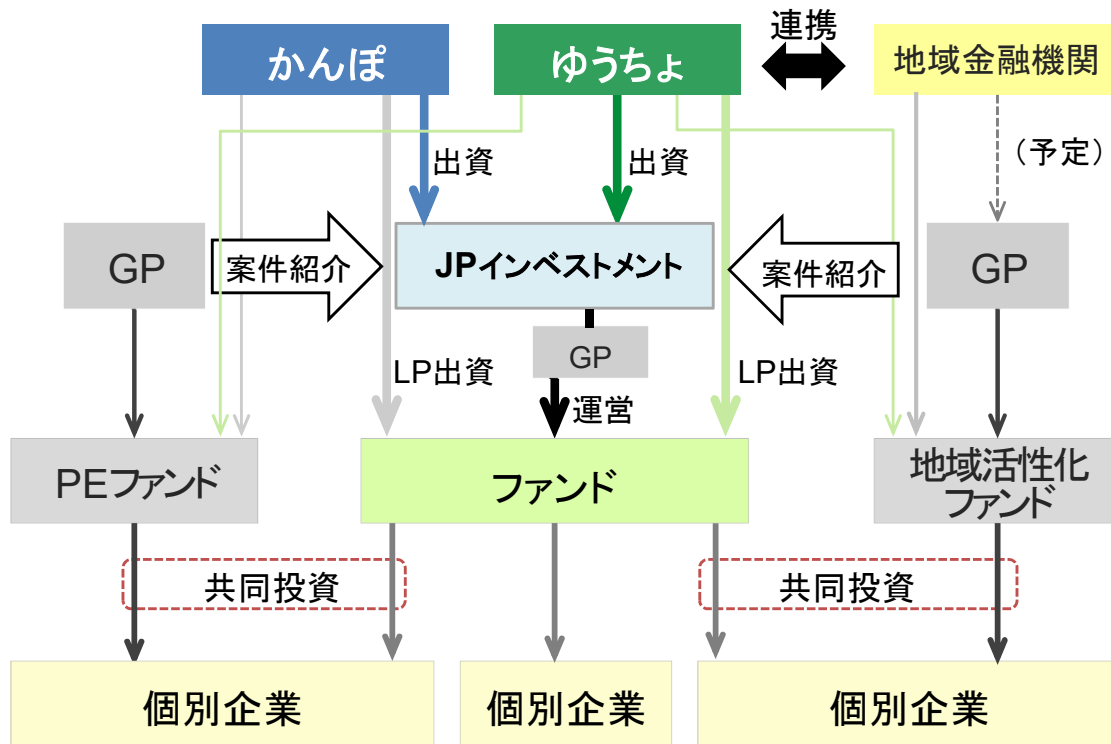 連携
かんぽ
ゆうちょ
地域金融機関
出資
出資
（予定）
GP
案件紹介
JPインベストメント
案件紹介
GP
GP
LP出資
LP出資
運営
PEファンド
ファンド
地域活性化
ファンド
共同投資
共同投資
個別企業
個別企業
個別企業